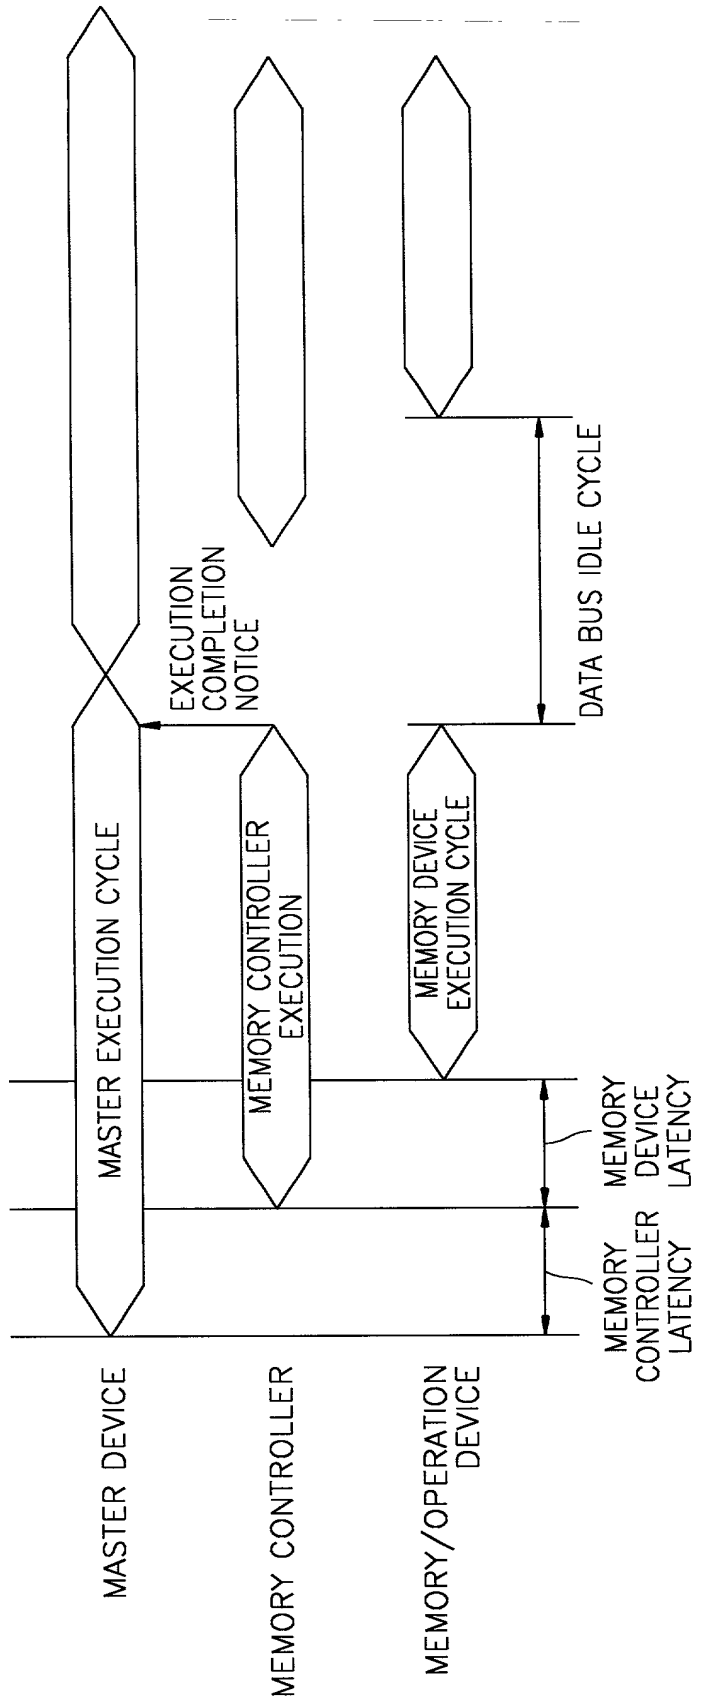 MASTER DEVICE
MASTER EXECUTION CYCLE
EXECUTION
COMPLETION
NOTICE
MEMORY CONTROLLER
MEMORY CONTROLLER
EXECUTION
MEMORY/OPERATION
DEVICE
MEMORY DEVICE
EXECUTION CYCLE
DATA BUS IDLE CYCLE
MEMORY
CONTROLLER
LATENCY
MEMORY
DEVICE
LATENCY